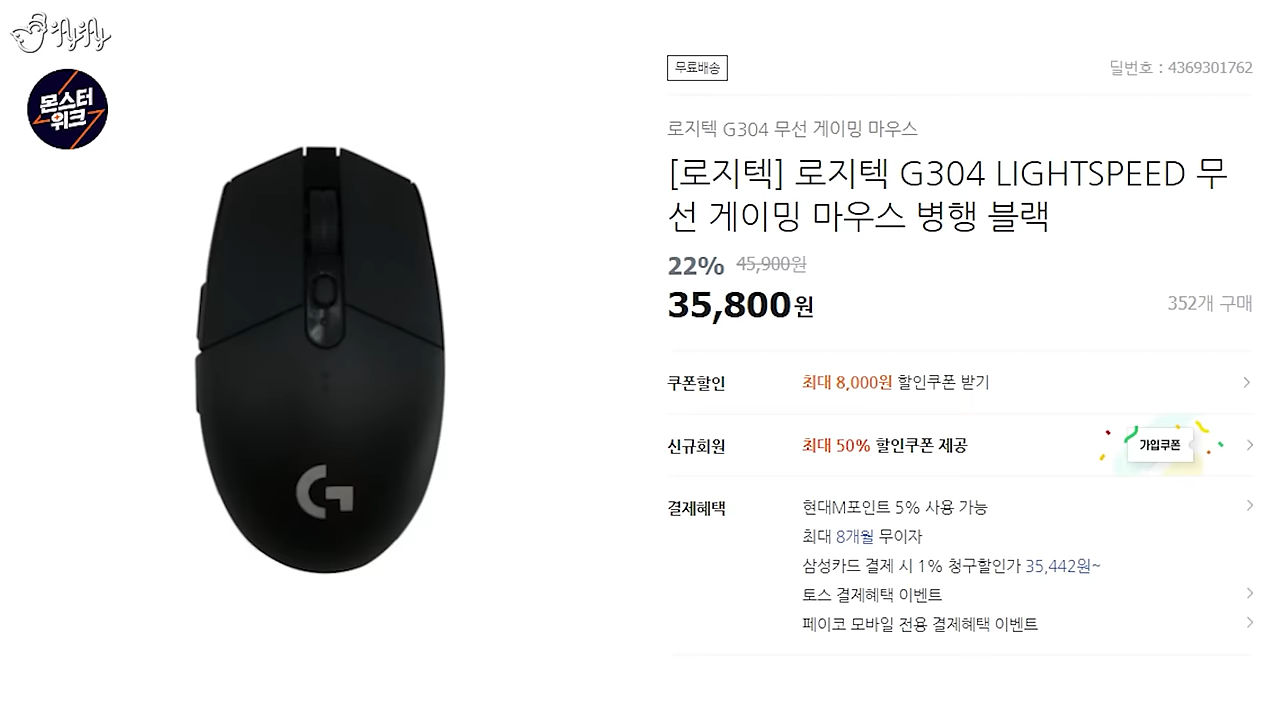 몬스터
위크
무료배송
딜번호 : 4369301762
로지텍 G304 무선 게이밍 마우스
[로지텍] 로지텍 G304 LIGHTSPEED 무
선 게이밍 마우스 병행 블랙
22% 45,900원
35,800원
352개 구매
쿠폰할인 최대 8,000원 할인쿠폰 받기
신규회원 최대 50% 할인쿠폰 제공 가입쿠폰
결제혜택 현대M포인트 5% 사용 가능
최대 8개월 무이자
삼성카드 결제 시 1% 청구할인가 35,442원~
토스 결제혜택 이벤트
페이코 모바일 전용 결제혜택 이벤트
G